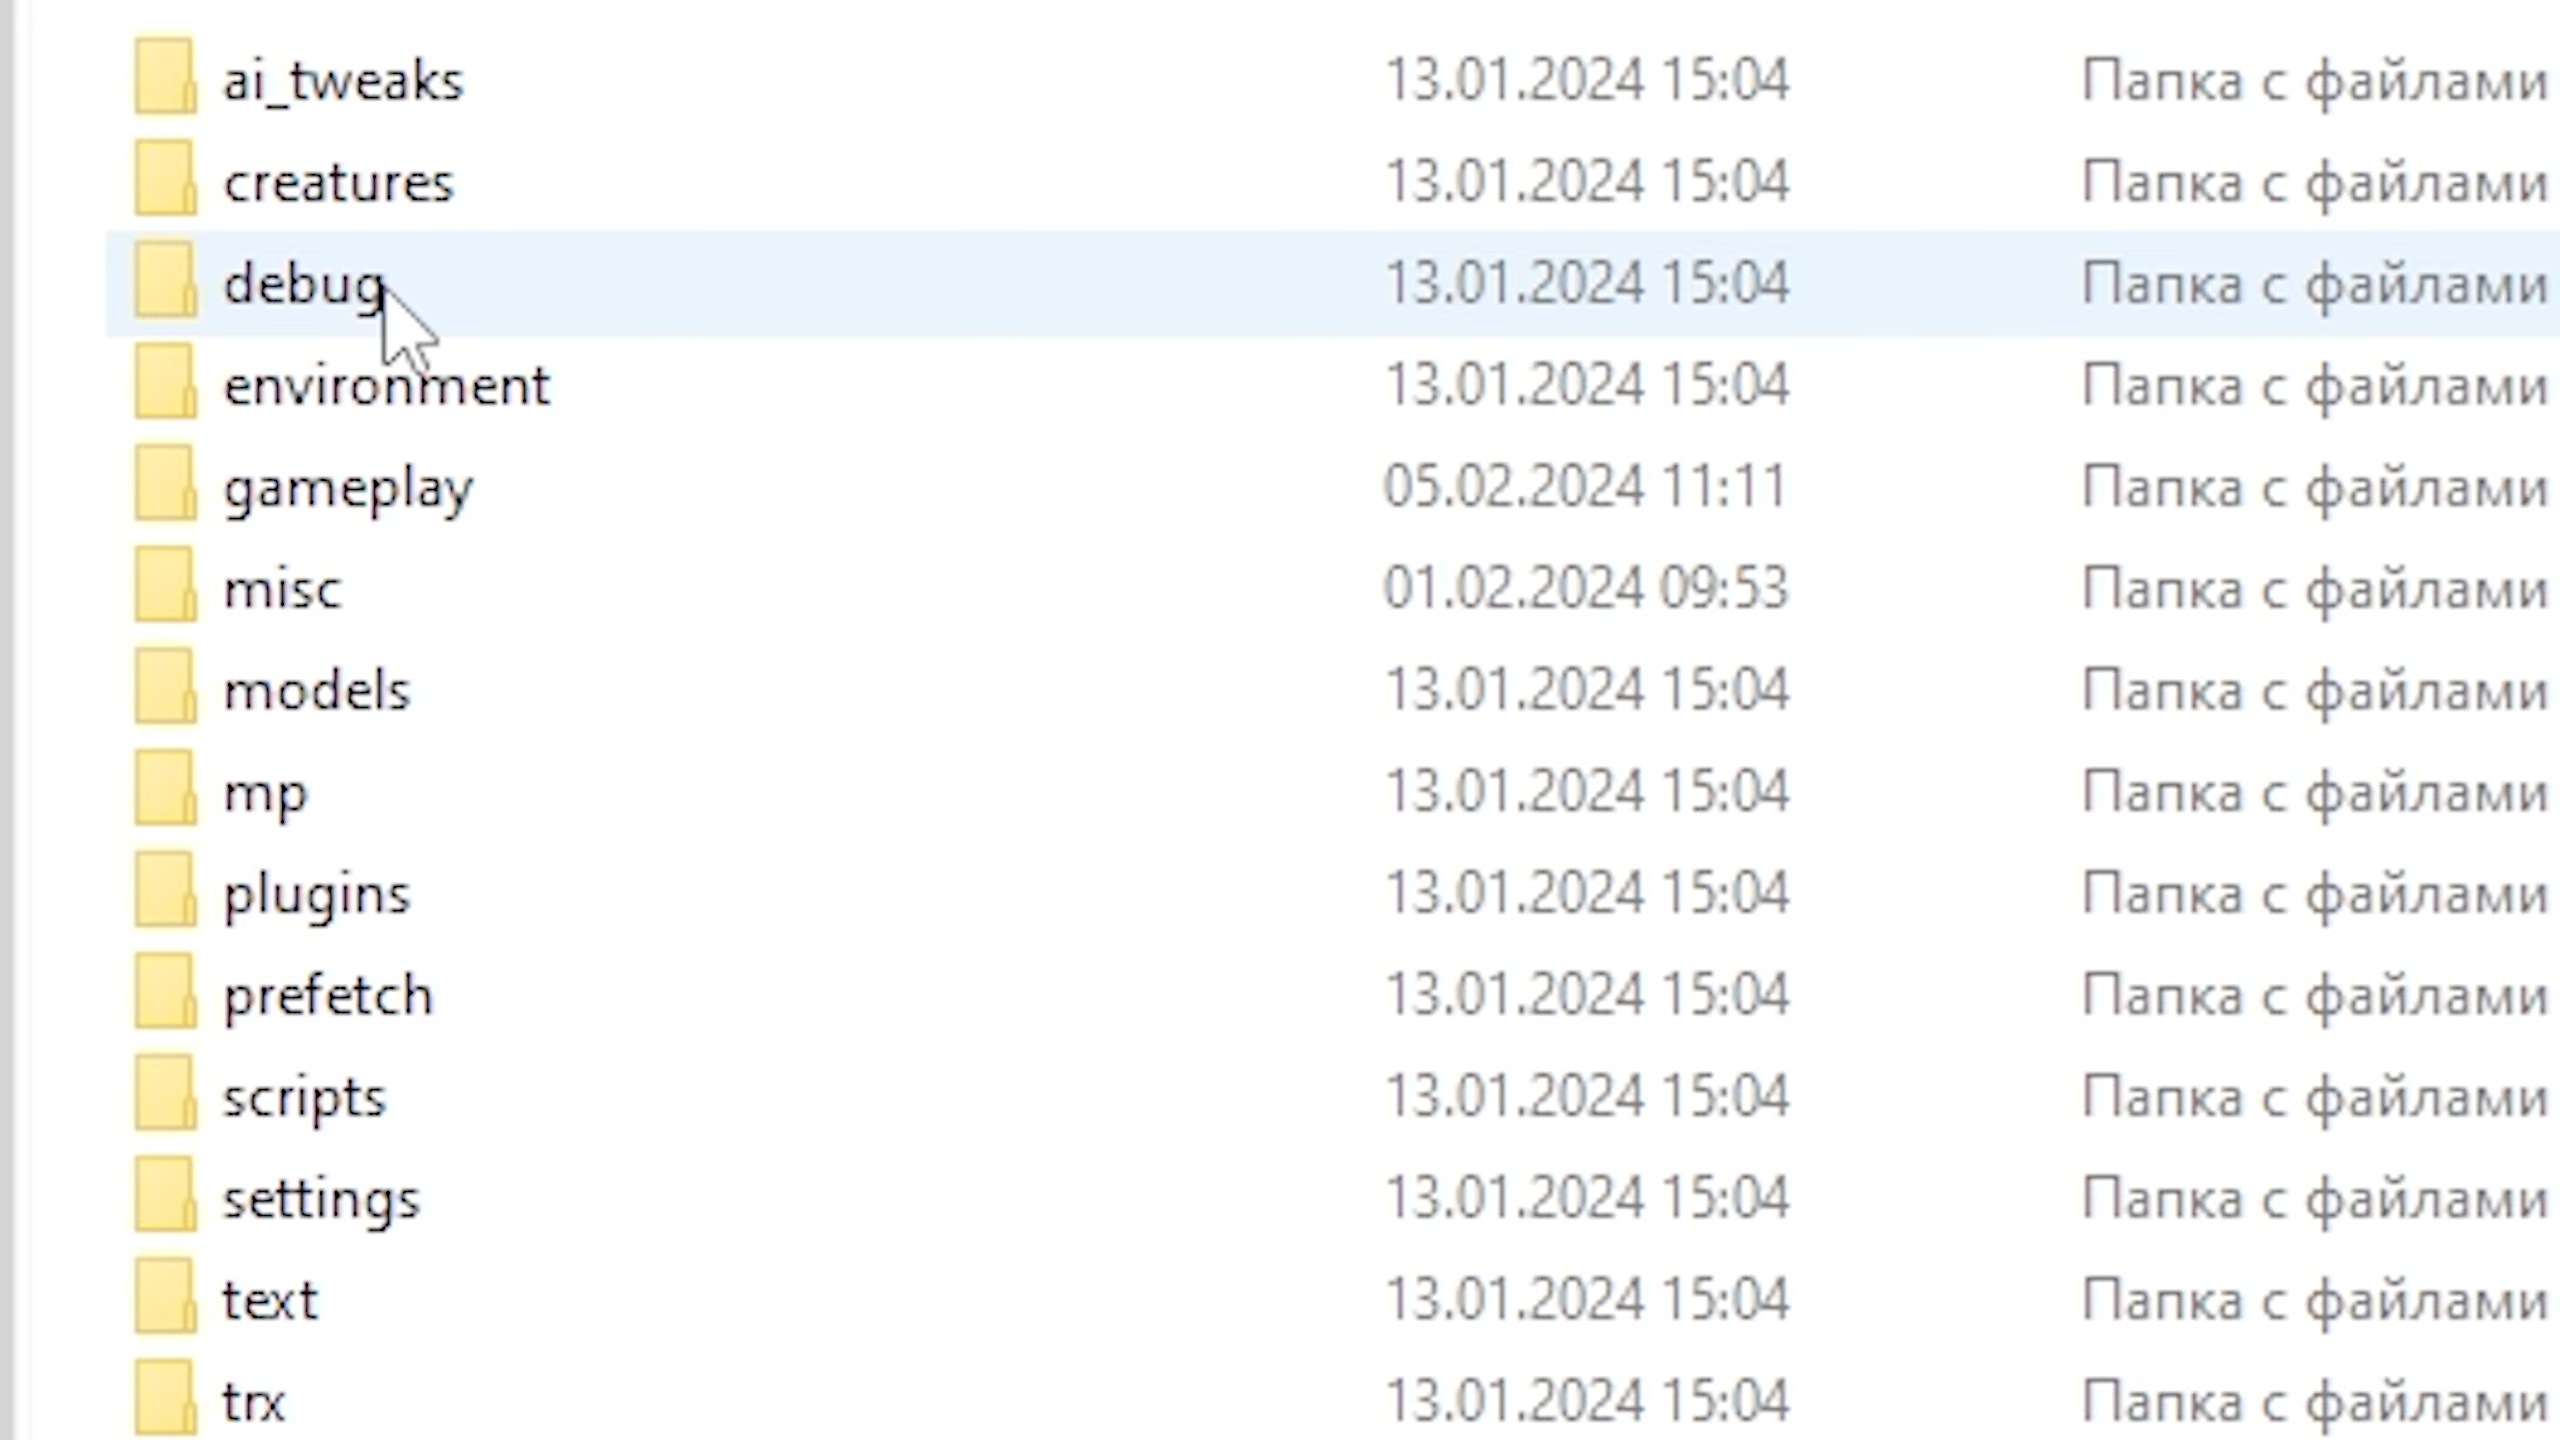 ai_tweaks 13.01.2024 15:04 Папка с файлами
creatures 13.01.2024 15:04 Папка с файлами
debug 13.01.2024 15:04 Папка с файлами
environment 13.01.2024 15:04 Папка с файлами
gameplay 05.02.2024 11:11 Папка с файлами
misc 01.02.2024 09:53 Папка с файлами
models 13.01.2024 15:04 Папка с файлами
mp 13.01.2024 15:04 Папка с файлами
plugins 13.01.2024 15:04 Папка с файлами
prefetch 13.01.2024 15:04 Папка с файлами
scripts 13.01.2024 15:04 Папка с файлами
settings 13.01.2024 15:04 Папка с файлами
text 13.01.2024 15:04 Папка с файлами
trx 13.01.2024 15:04 Папка с файлами